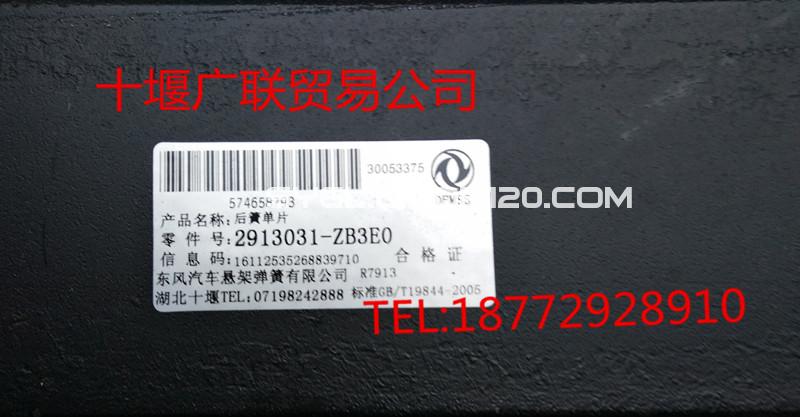 十堰广联贸易公司
30053375
574658793
DFMSS
产品名称:后簧单片
零件号:2913031-ZB3E0
信息码:16112535268839710 合格证
东风汽车悬架弹簧有限公司 R7913
湖北十堰TEL:07198242888 标准GB/T19844-2005
TEL:18772928910